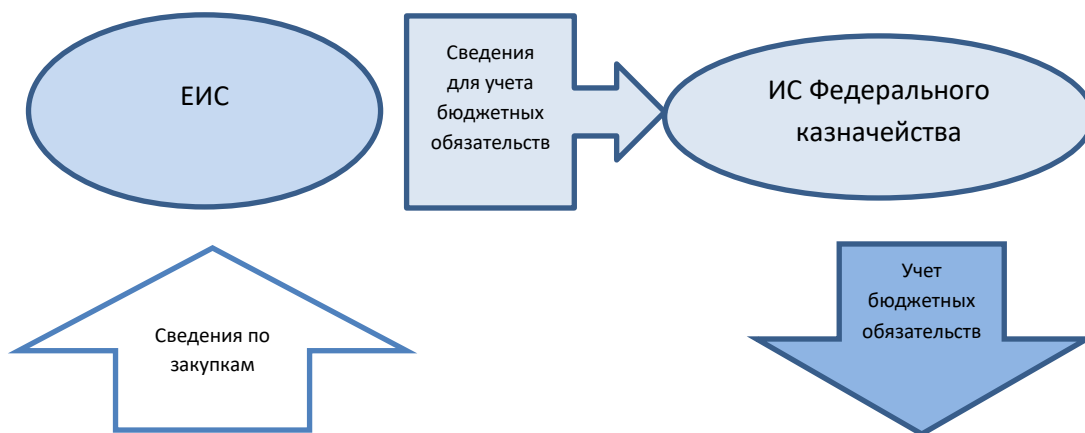 ЕИС
Сведения
для учета
бюджетных
обязательств
ИС Федерального
казначейства
Сведения по
закупкам
Учет
бюджетных
обязательств